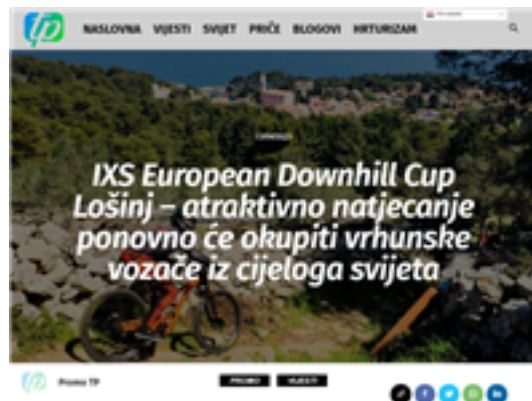 tp
NASLOVNA VIJESTI SVIJET PRIČE BLOGOVI HRTURIZAM
IXS European Downhill Cup
Lošinj – atraktivno natjecanje
ponovno će okupiti vrhunske
vozače iz cijeloga svijeta
Promo TP
PROMO VIJESTI